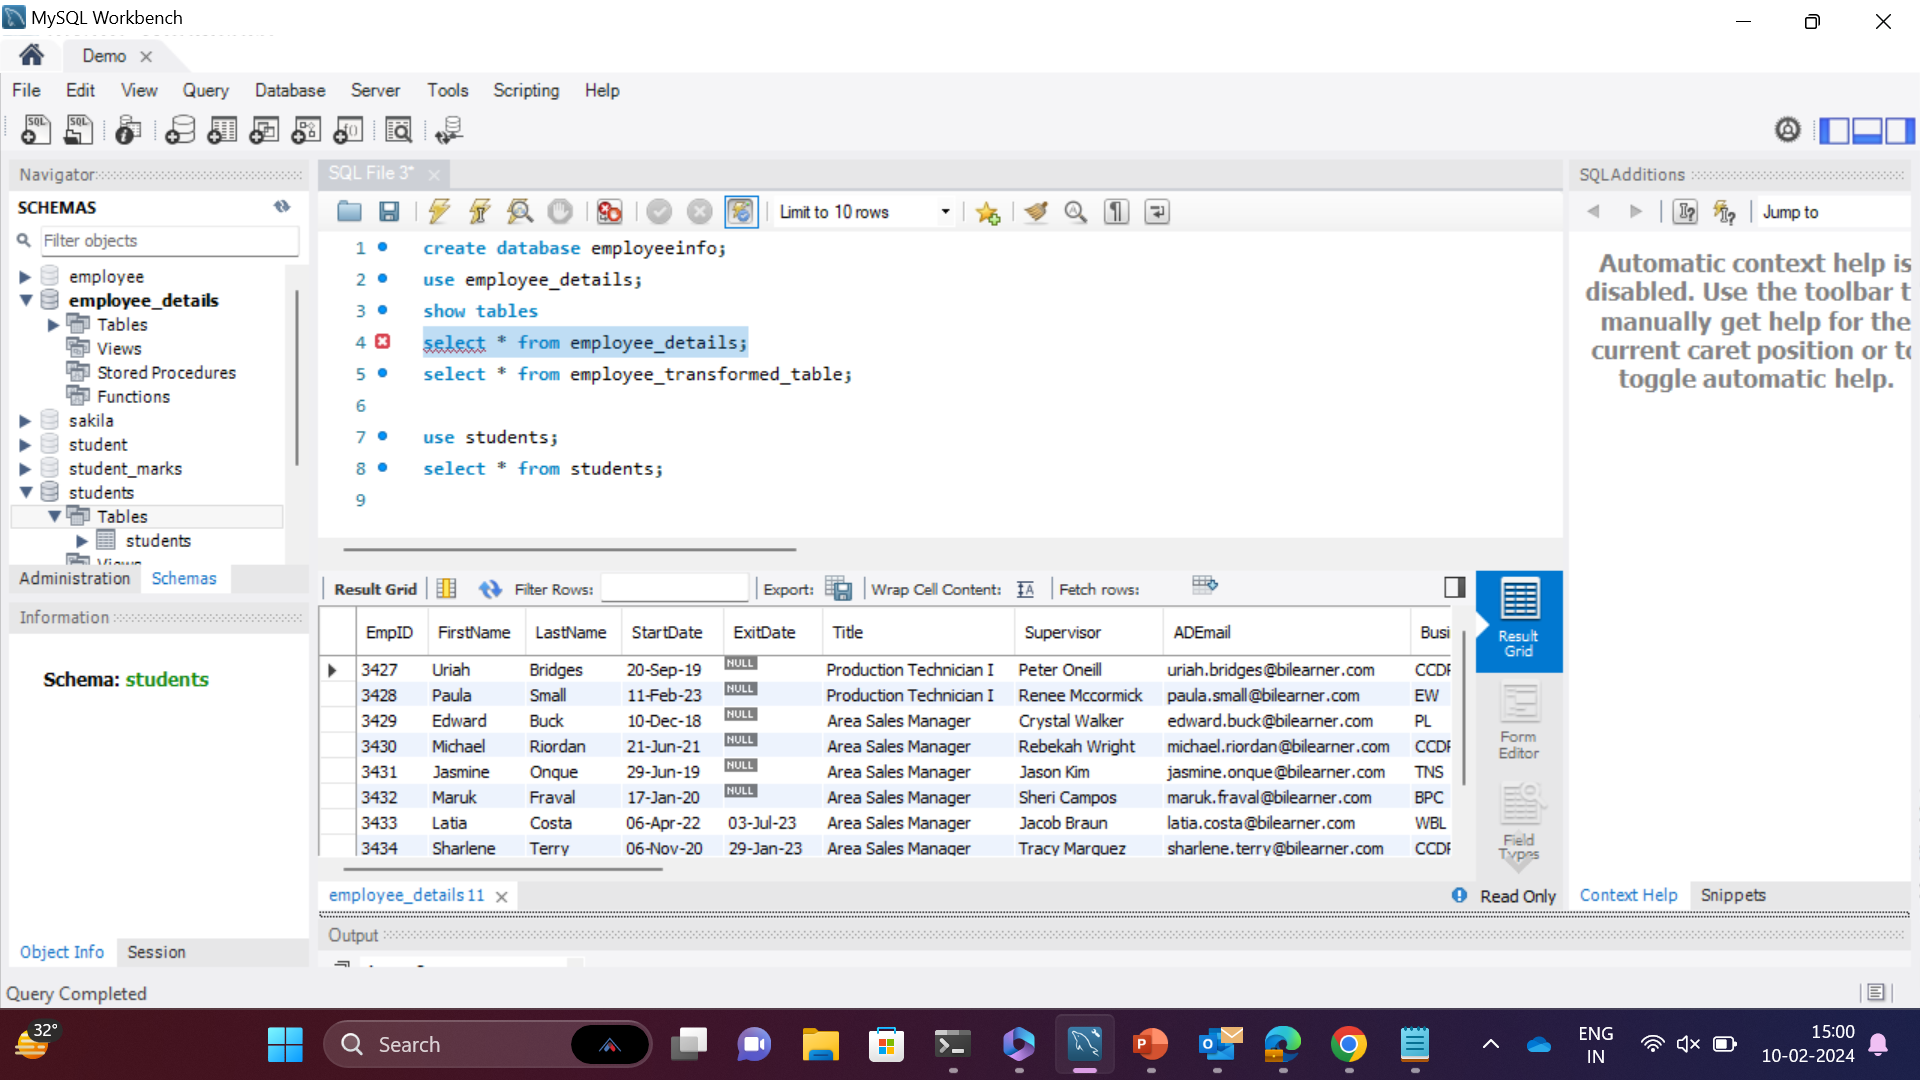 MySQL Workbench
Demo
File Edit View Query Database Server Tools Scripting Help
Navigator
SCHEMAS
Filter objects
employee
employee_details
Tables
Views
Stored Procedures
Functions
sakila
student
student_marks
students
Tables
students
Views
Administration Schemas
Information
Schema: students
Object Info Session
Query Completed
SQL File 3*
Limit to 10 rows
1 create database employeeinfo;
2 use employee_details;
3 show tables
4 select * from employee_details;
5 select * from employee_transformed_table;
6
7 use students;
8 select * from students;
9
Result Grid Filter Rows: Export: Wrap Cell Content: Fetch rows:
EmpID FirstName LastName StartDate ExitDate Title Supervisor ADEmail Busi
3427 Uriah Bridges 20-Sep-19 NULL Production Technician I Peter Oneill uriah.bridges@bilearner.com CCDR
3428 Paula Small 11-Feb-23 NULL Production Technician I Renee Mccormick paula.small@bilearner.com EW
3429 Edward Buck 10-Dec-18 NULL Area Sales Manager Crystal Walker edward.buck@bilearner.com PL
3430 Michael Riordan 21-Jun-21 NULL Area Sales Manager Rebekah Wright michael.riordan@bilearner.com CCDR
3431 Jasmine Onque 29-Jun-19 NULL Area Sales Manager Jason Kim jasmine.onque@bilearner.com TNS
3432 Maruk Fraval 17-Jan-20 NULL Area Sales Manager Sheri Campos maruk.fraval@bilearner.com BPC
3433 Latia Costa 06-Apr-22 03-Jul-23 Area Sales Manager Jacob Braun latia.costa@bilearner.com WBL
3434 Sharlene Terry 06-Nov-20 29-Jan-23 Area Sales Manager Tracy Marquez sharlene.terry@bilearner.com CCDR
Result
Grid
Form
Editor
Field
Types
employee_details 11
Read Only
Output
SQLAdditions
Jump to
Automatic context help is
disabled. Use the toolbar t
manually get help for the
current caret position or to
toggle automatic help.
Context Help Snippets
32°
Search
ENG
IN
15:00
10-02-2024